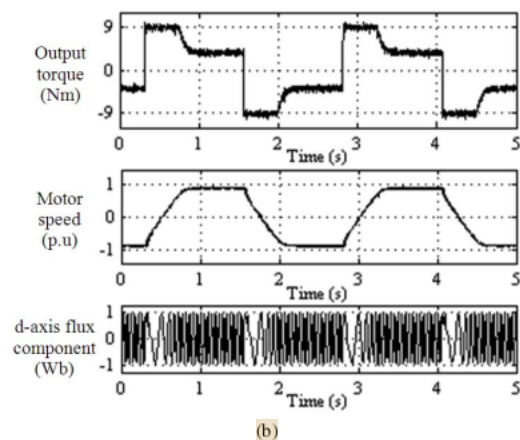 Output
torque
(Nm)
9
0
-9
0 1 2 3 4 5
Time (s)
Motor
speed
(p.u)
1
0
-1
0 1 2 3 4 5
Time (s)
d-axis flux
component
(Wb)
1
0
-1
0 1 2 3 4 5
Time (s)
(b)